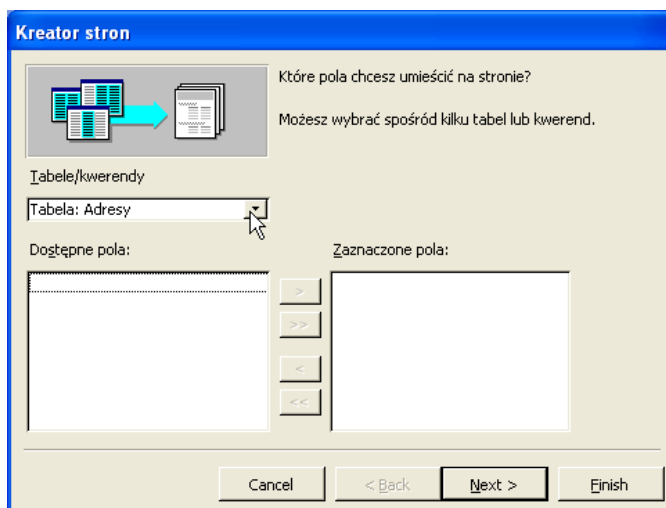 Kreator stron
Które pola chcesz umieścić na stronie?
Możesz wybrać spośród kilku tabel lub kwerend.
Tabele/kwerendy
Tabela: Adresy
Dostępne pola:
Zaznaczone pola:
>
>>
<
<<
Cancel
< Back
Next >
Finish